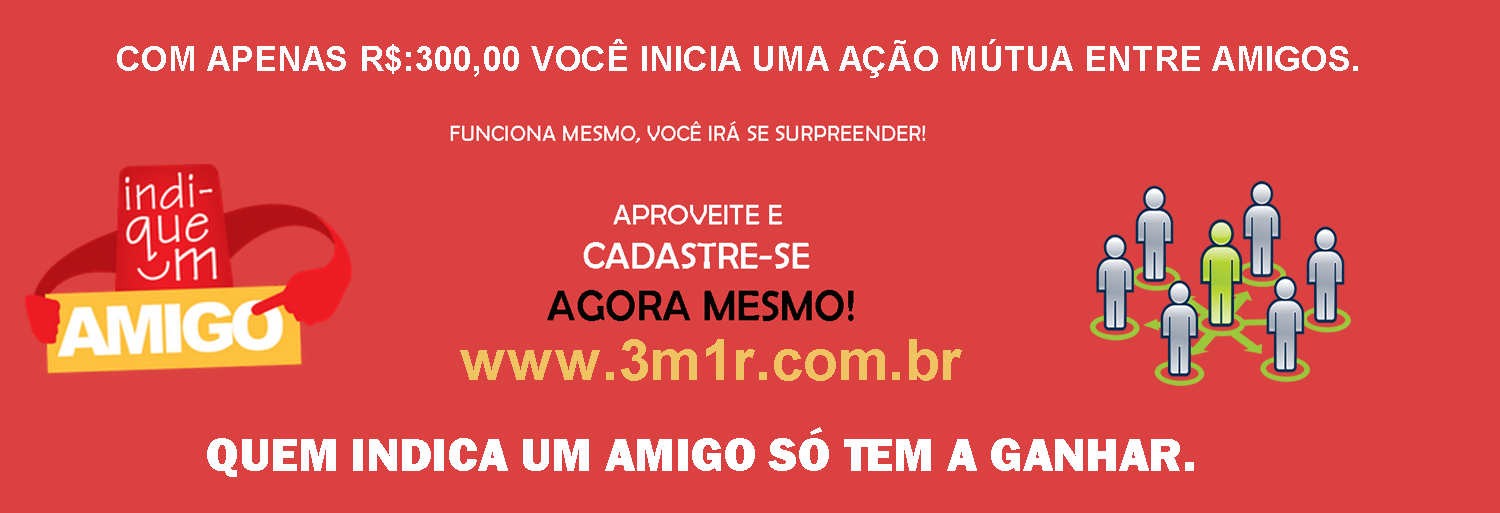 COM APENAS R$:300,00 VOCÊ INICIA UMA AÇÃO MÚTUA ENTRE AMIGOS.
FUNCIONA MESMO, VOCÊ IRÁ SE SURPREENDER!
indi-
que
um
AMIGO
APROVEITE E
CADASTRE-SE
AGORA MESMO!
www.3m1r.com.br
QUEM INDICA UM AMIGO SÓ TEM A GANHAR.